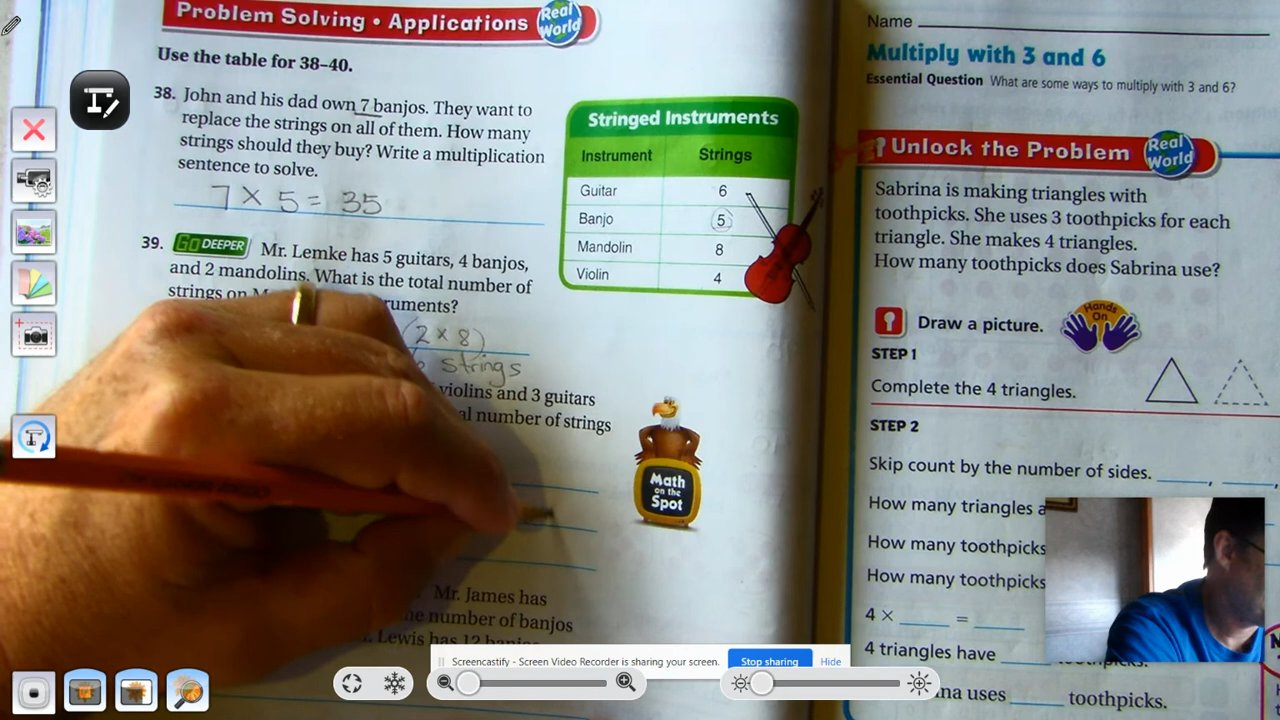 Problem Solving • Applications Real World
Use the table for 38–40.
38. John and his dad own 7 banjos. They want to
replace the strings on all of them. How many
strings should they buy? Write a multiplication
sentence to solve.
7 × 5 = 35
39. Go DEEPER Mr. Lemke has 5 guitars, 4 banjos,
and 2 mandolins. What is the total number of
strings on
(2 × 8)
strings
violins and 3 guitars
number of strings
Mr. James has
number of banjos
Lewis has 12
Stringed Instruments
Instrument Strings
Guitar 6
Banjo 5
Mandolin 8
Violin 4
Math
on the
Spot
Name
Multiply with 3 and 6
Essential Question What are some ways to multiply with 3 and 6?
Unlock the Problem Real World
Sabrina is making triangles with
toothpicks. She uses 3 toothpicks for each
triangle. She makes 4 triangles.
How many toothpicks does Sabrina use?
Draw a picture.
Hands On
STEP 1
Complete the 4 triangles.
STEP 2
Skip count by the number of sides. ____, ____,
How many triangles
How many toothpicks
How many toothpicks
4 × ____ = ____
4 triangles have ____ toothpicks.
uses ____ toothpicks.
Screencastify - Screen Video Recorder is sharing your screen.
Stop sharing
Hide